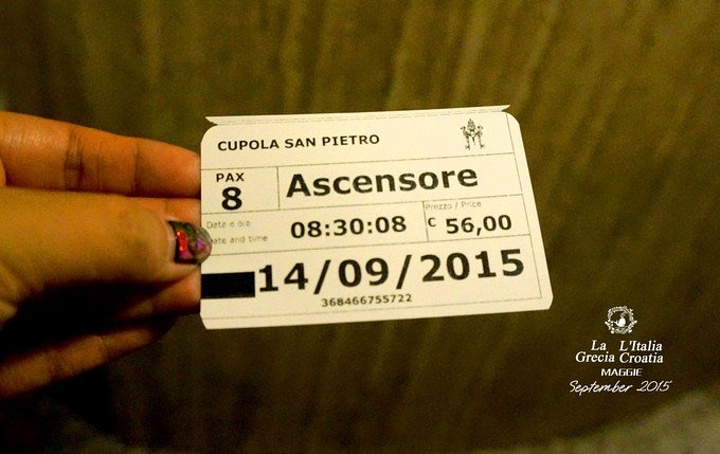 CUPOLA SAN PIETRO
PAX
8
Ascensore
Data e ora
Date and time
08:30:08
Prezzo / Price
€ 56,00
14/09/2015
368466755722
La L'Italia
Grecia Croatia
MAGGIE
September 2015